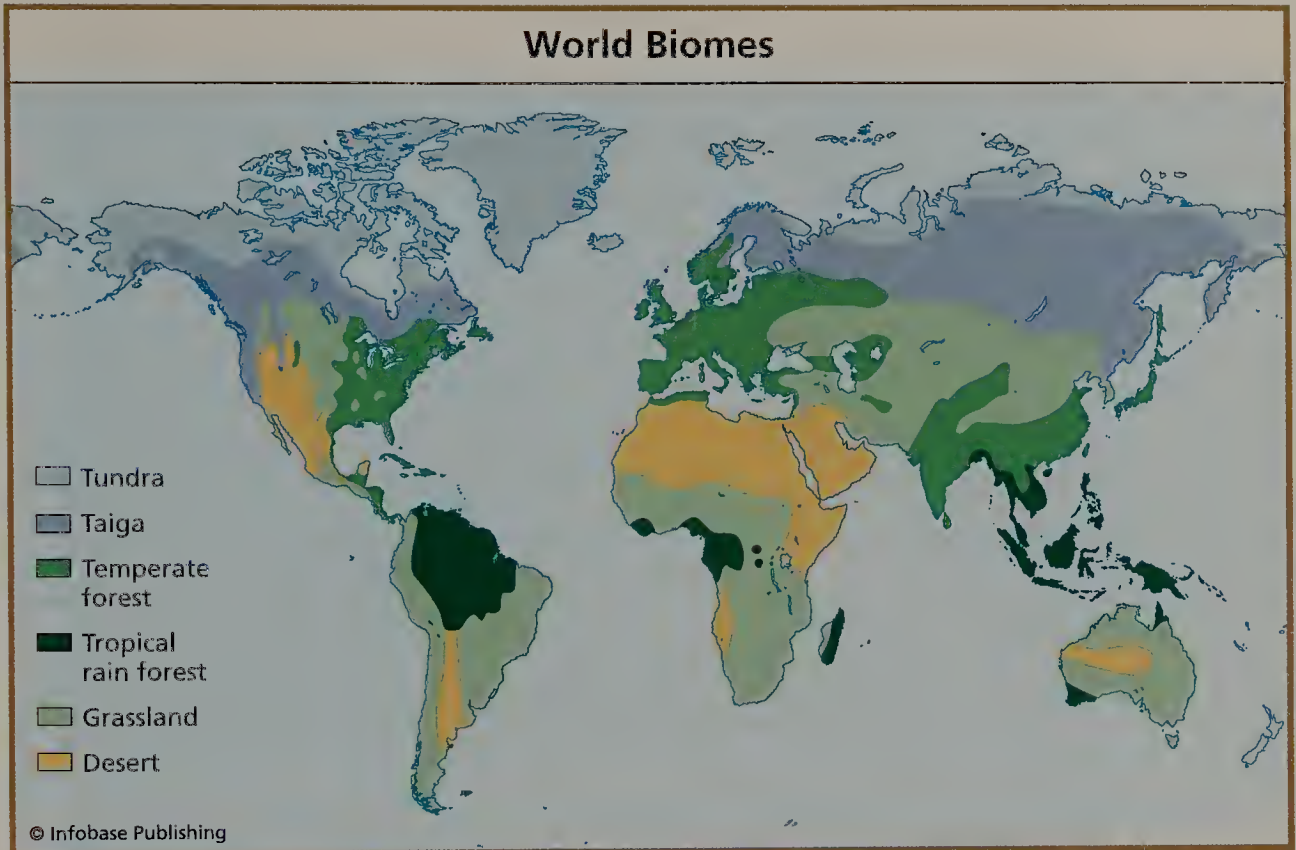 World Biomes
Tundra
Taiga
Temperate
forest
Tropical
rain forest
Grassland
Desert
© Infobase Publishing